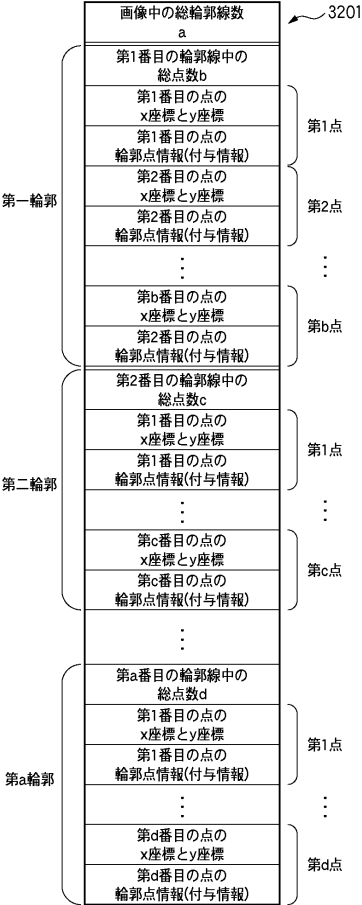 画像中の総輪郭線数
a
3201
第一輪郭
第1番目の輪郭線中の
総点数b
第1番目の点の
x座標とy座標
第1番目の点の
輪郭点情報(付与情報)
第1点
第2番目の点の
x座標とy座標
第2番目の点の
輪郭点情報(付与情報)
第2点
⋮
⋮
第b番目の点の
x座標とy座標
第2番目の点の
輪郭点情報(付与情報)
第b点
第二輪郭
第2番目の輪郭線中の
総点数c
第1番目の点の
x座標とy座標
第1番目の点の
輪郭点情報(付与情報)
第1点
⋮
⋮
第c番目の点の
x座標とy座標
第c番目の点の
輪郭点情報(付与情報)
第c点
⋮
第a輪郭
第a番目の輪郭線中の
総点数d
第1番目の点の
x座標とy座標
第1番目の点の
輪郭点情報(付与情報)
第1点
⋮
⋮
第d番目の点の
x座標とy座標
第d番目の点の
輪郭点情報(付与情報)
第d点